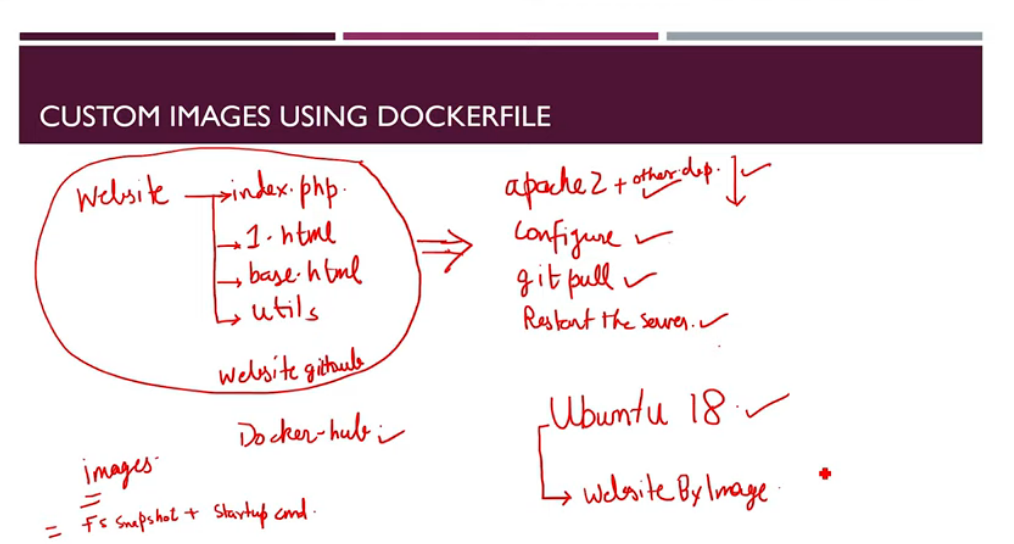 CUSTOM IMAGES USING DOCKERFILE
Website → index.php.
→ 1.html
→ base.html
→ utils
Website github
apache2 + other dep.
Configure
git pull
Restart the server.
Docker-hub
Ubuntu 18
→ WebsiteByImage.
images
= FS Snapshot + Startup cmd.